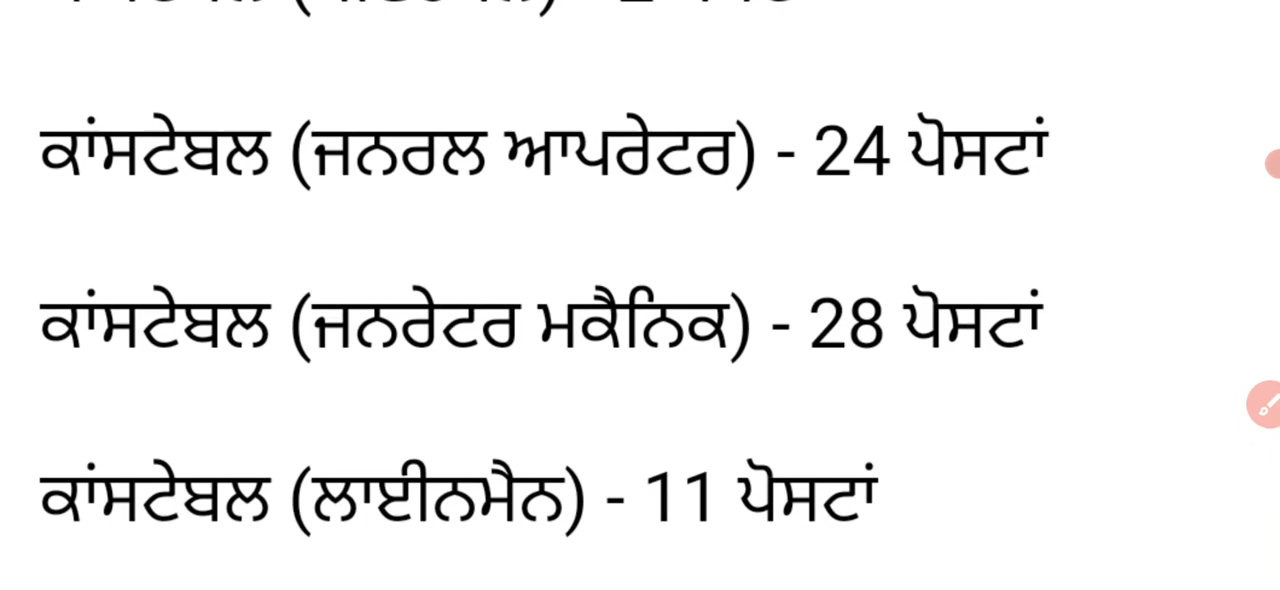 ਕਾਂਸਟੇਬਲ (ਜਨਰਲ ਆਪਰੇਟਰ) - 24 ਪੋਸਟਾਂ
ਕਾਂਸਟੇਬਲ (ਜਨਰੇਟਰ ਮਕੈਨਿਕ) - 28 ਪੋਸਟਾਂ
ਕਾਂਸਟੇਬਲ (ਲਾਈਨਮੈਨ) - 11 ਪੋਸਟਾਂ